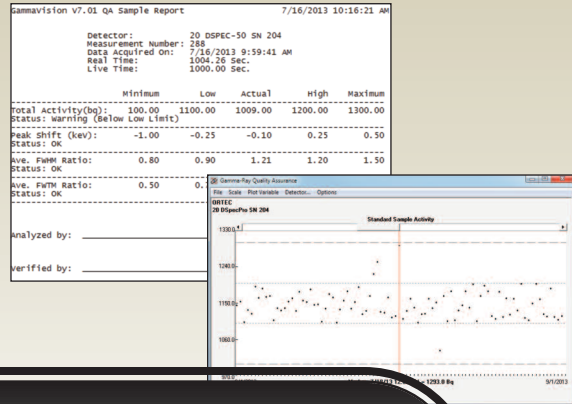 GammaVision V7.01 QA Sample Report 7/16/2013 10:16:21 AM
Detector: 20 DSPEC-50 SN 204
Measurement Number: 288
Data Acquired On: 7/16/2013 9:59:41 AM
Real Time: 1004.26 Sec.
Live Time: 1000.00 Sec.
Minimum Low Actual High Maximum
Total Activity(bq): 100.00 1100.00 1009.00 1200.00 1300.00
Status: Warning (Below Low Limit)
Peak Shift (kev): -1.00 -0.25 -0.10 0.25 0.50
Status: OK
Ave. FWHM Ratio: 0.80 0.90 1.21 1.20 1.50
Status: OK
Ave. FWTM Ratio: 0.50
Status: OK
Analyzed by:
Verified by:
Gamma-Ray Quality Assurance
File Scale Plot Variable Detector... Options
ORTEC
20 DSpecPro SN 204
Standard Sample Activity
1330.0
1240.0
1150.0
1060.0
970.0
= 1293.0 Bq 9/1/2013